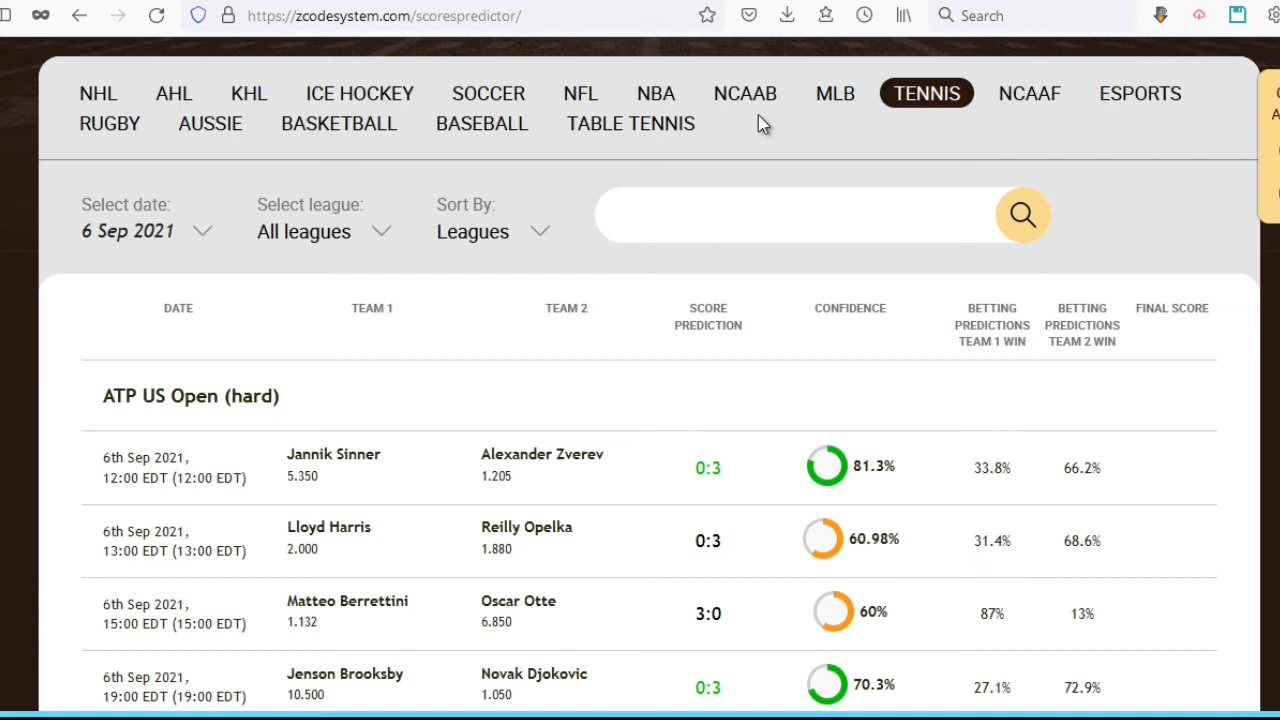 https://zcodesystem.com/scorespredictor/
Search
NHL AHL KHL ICE HOCKEY SOCCER NFL NBA NCAAB MLB TENNIS NCAAF ESPORTS
RUGBY AUSSIE BASKETBALL BASEBALL TABLE TENNIS
Select date: Select league: Sort By:
6 Sep 2021 All leagues Leagues
DATE TEAM 1 TEAM 2 SCORE PREDICTION CONFIDENCE BETTING PREDICTIONS TEAM 1 WIN BETTING PREDICTIONS TEAM 2 WIN FINAL SCORE
ATP US Open (hard)
6th Sep 2021, Jannik Sinner Alexander Zverev
12:00 EDT (12:00 EDT) 5.350 1.205 0:3 81.3% 33.8% 66.2%
6th Sep 2021, Lloyd Harris Reilly Opelka
13:00 EDT (13:00 EDT) 2.000 1.880 0:3 60.98% 31.4% 68.6%
6th Sep 2021, Matteo Berrettini Oscar Otte
15:00 EDT (15:00 EDT) 1.132 6.850 3:0 60% 87% 13%
6th Sep 2021, Jenson Brooksby Novak Djokovic
19:00 EDT (19:00 EDT) 10.500 1.050 0:3 70.3% 27.1% 72.9%